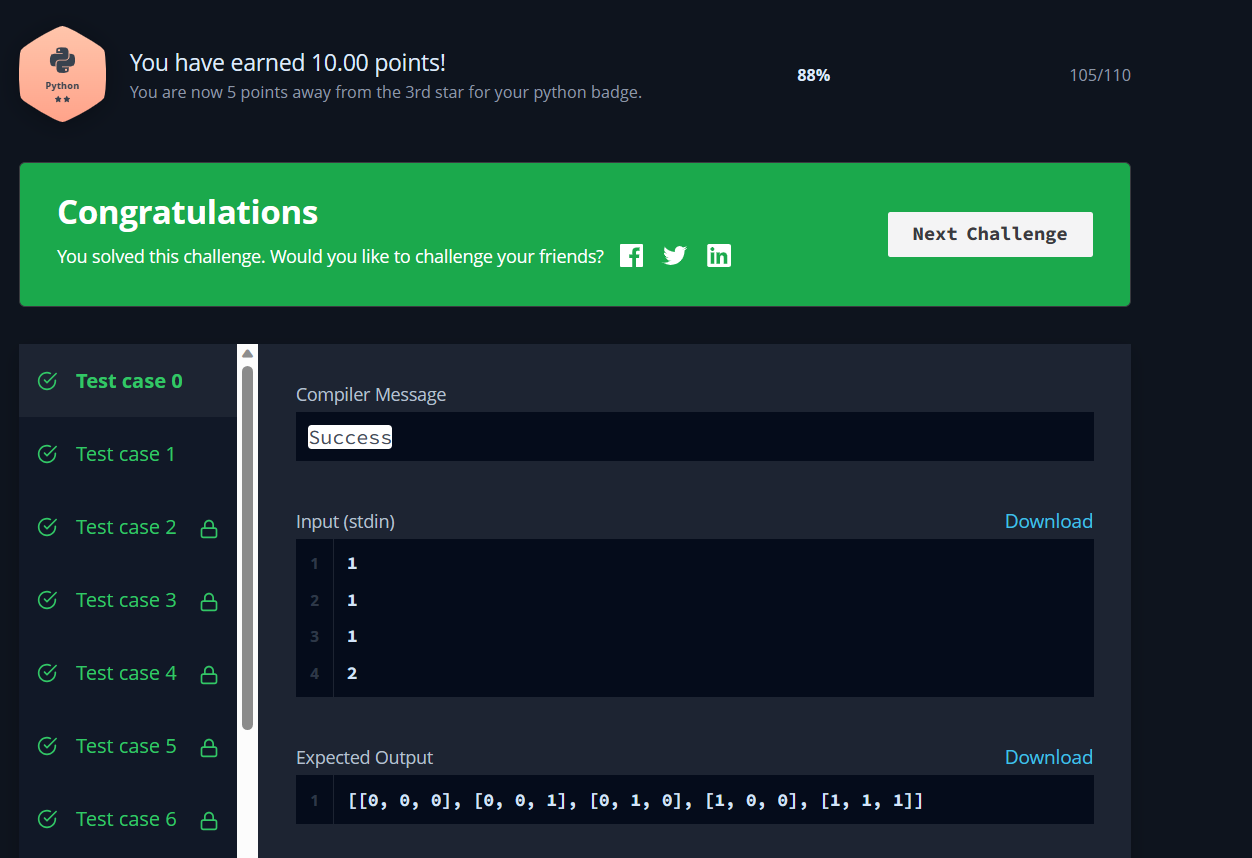 Python
You have earned 10.00 points!
You are now 5 points away from the 3rd star for your python badge.
88%
105/110
Congratulations
You solved this challenge. Would you like to challenge your friends?
Next Challenge
Test case 0
Test case 1
Test case 2
Test case 3
Test case 4
Test case 5
Test case 6
Compiler Message
Success
Input (stdin)
Download
1 1
2 1
3 1
4 2
Expected Output
Download
1 [[0, 0, 0], [0, 0, 1], [0, 1, 0], [1, 0, 0], [1, 1, 1]]